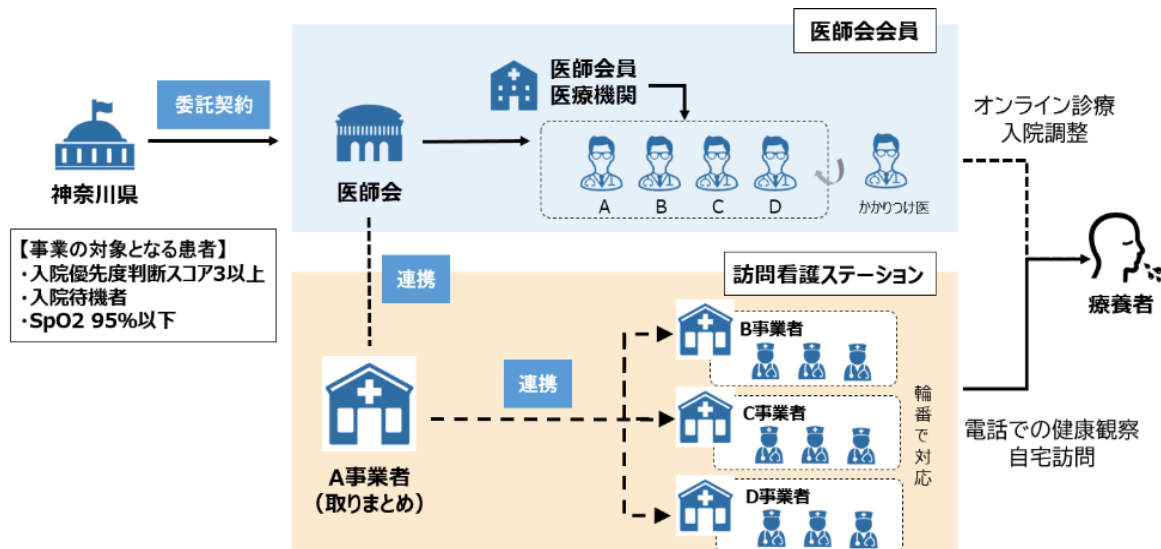 医師会会員
医師会員
医療機関
委託契約
神奈川県
医師会
A
B
C
D
かかりつけ医
オンライン診療
入院調整
【事業の対象となる患者】
・入院優先度判断スコア3以上
・入院待機者
・SpO2 95%以下
連携
訪問看護ステーション
B事業者
連携
C事業者
D事業者
輪番で対応
A事業者
(取りまとめ)
療養者
電話での健康観察
自宅訪問